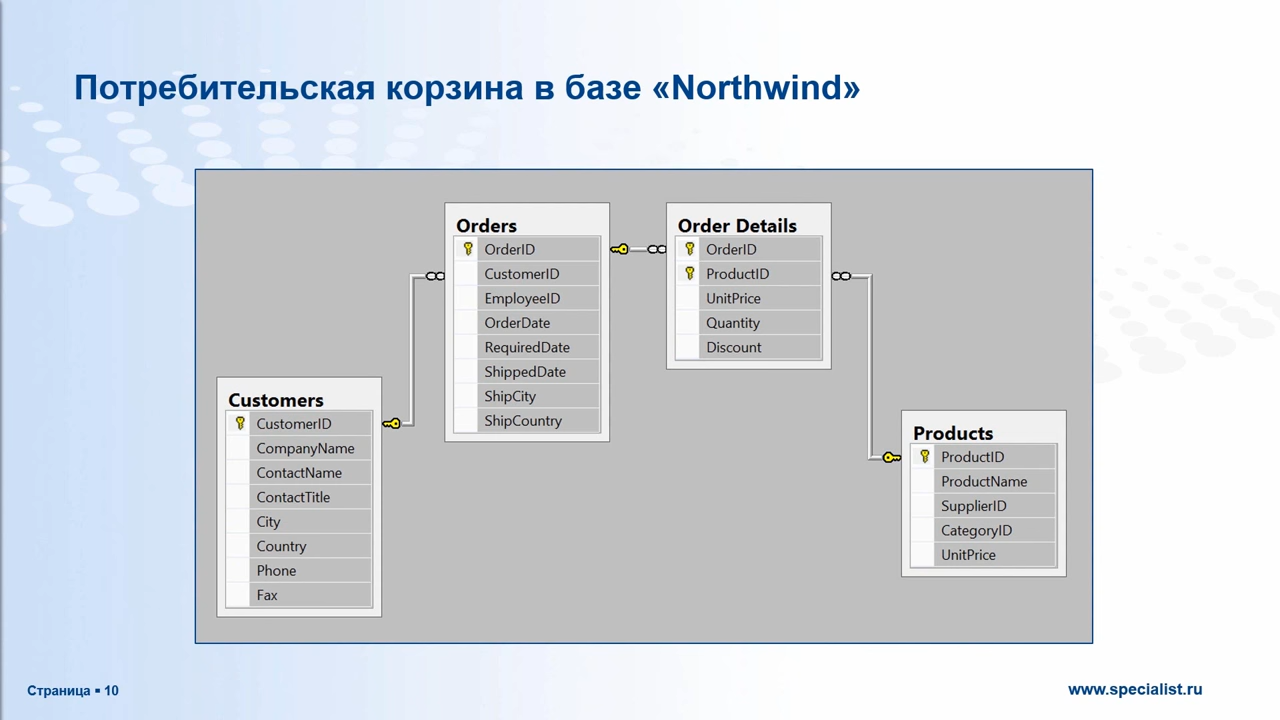 Потребительская корзина в базе «Northwind»
Orders
OrderID
CustomerID
EmployeeID
OrderDate
RequiredDate
ShippedDate
ShipCity
ShipCountry
Order Details
OrderID
ProductID
UnitPrice
Quantity
Discount
Customers
CustomerID
CompanyName
ContactName
ContactTitle
City
Country
Phone
Fax
Products
ProductID
ProductName
SupplierID
CategoryID
UnitPrice
Страница ▪ 10
www.specialist.ru